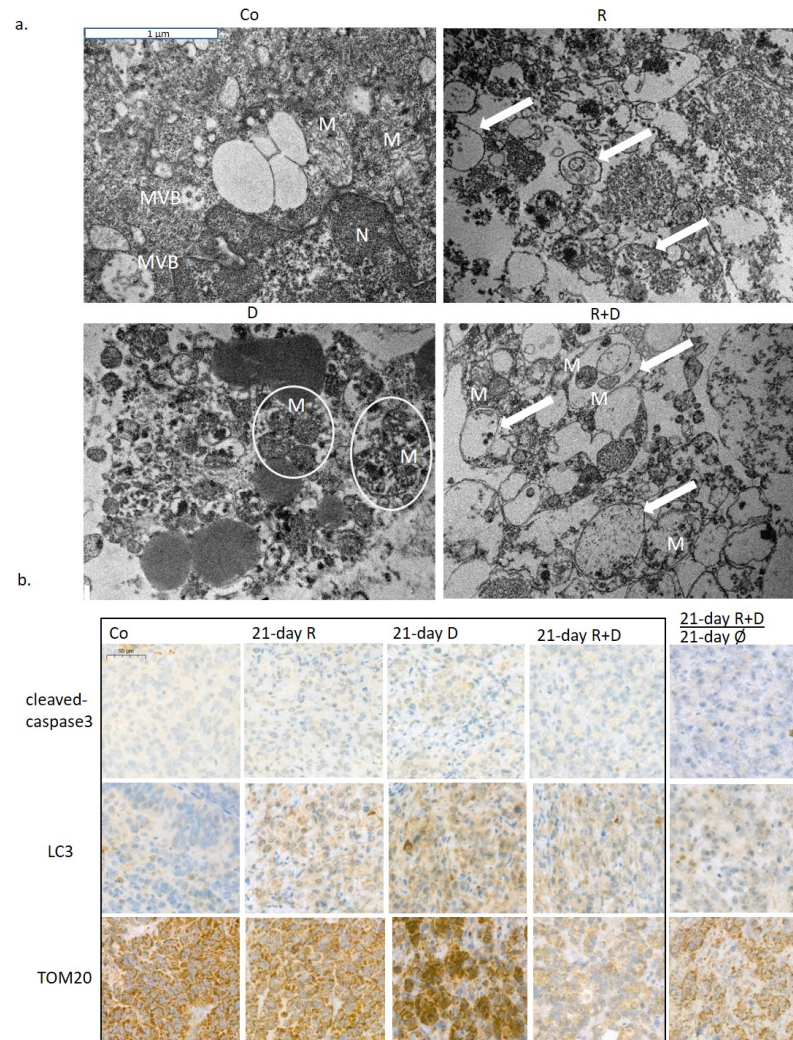 a.
Co
R
1 µm
M
M
MVB
MVB
N
D
R+D
M
M
M
M
M
M
b.
Co
21-day R
21-day D
21-day R+D
21-day R+D
21-day Ø
50 µm
cleaved-
caspase3
LC3
TOM20